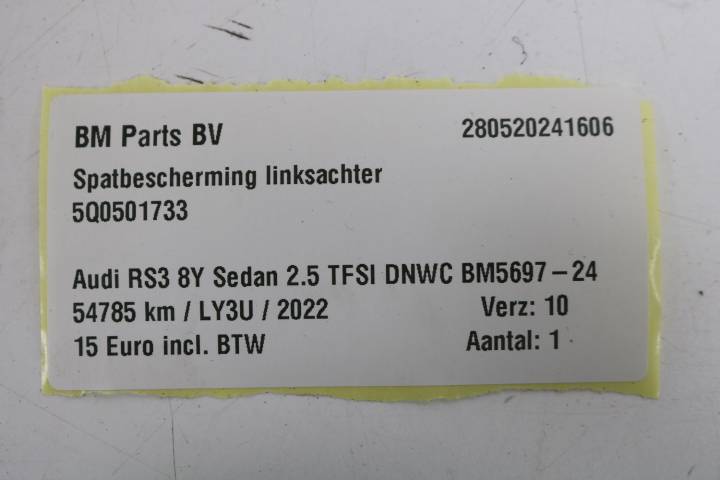 BM Parts BV 280520241606
Spatbescherming linksachter
5Q0501733
Audi RS3 8Y Sedan 2.5 TFSI DNWC BM5697-24
54785 km / LY3U / 2022 Verz: 10
15 Euro incl. BTW Aantal: 1